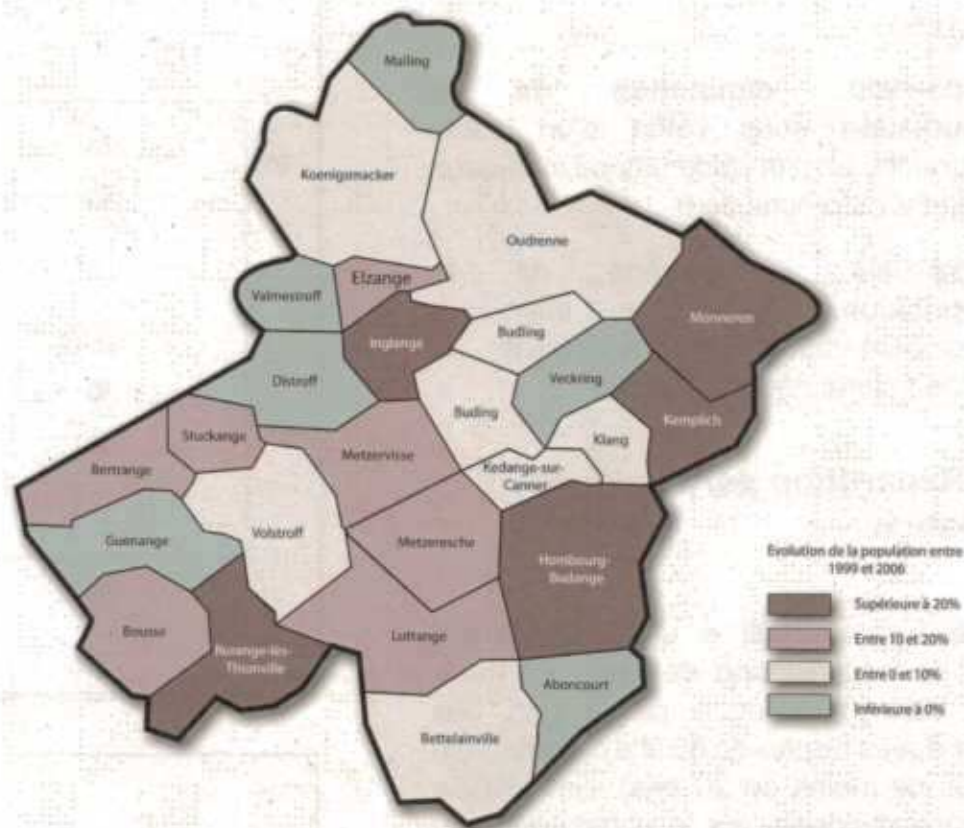 Malling
Koenigsmacker
Oudrenne
Elzange
Valmestroff
Monneren
Inglange
Budling
Distroff
Veckring
Kemplich
Buding
Stuckange
Klang
Metzervisse
Bertrange
Kedange-sur-
Canner
Volstroff
Guenange
Metzeresche
Hombourg-
Budange
Bousse
Luttange
Rurange-lès-
Thionville
Aboncourt
Bettelainville
Evolution de la population entre
1999 et 2006
Supérieure à 20%
Entre 10 et 20%
Entre 0 et 10%
Inférieure à 0%